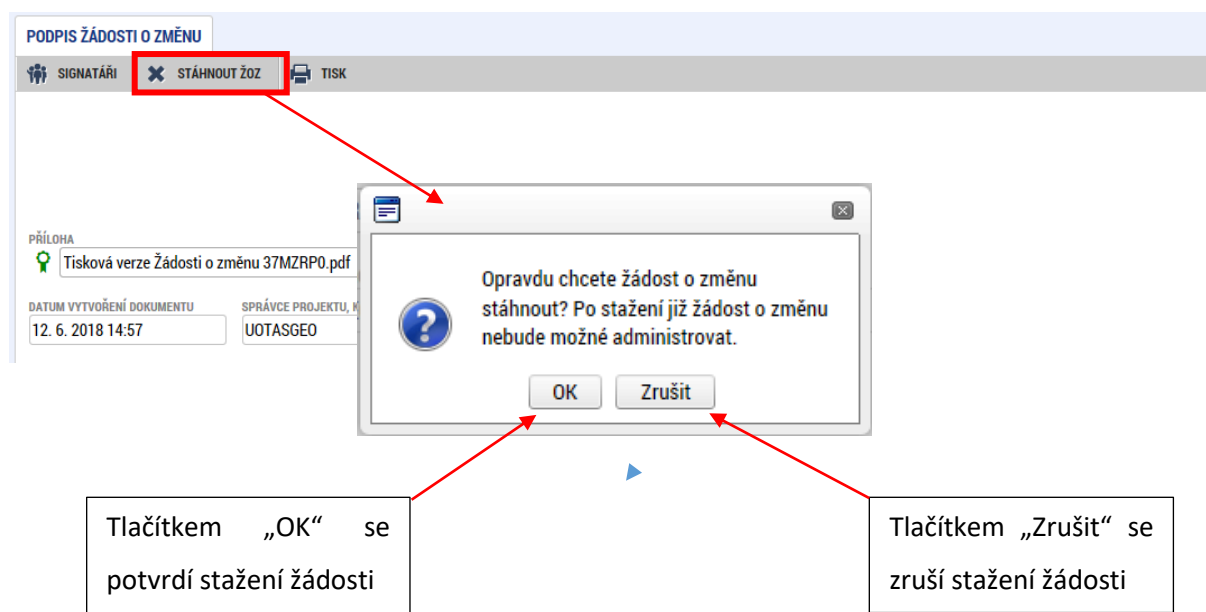 PODPIS ŽÁDOSTI O ZMĚNU
SIGNATÁŘI STÁHNOUT ŽOZ TISK
PŘÍLOHA
Tisková verze Žádosti o změnu 37MZRP0.pdf
DATUM VYTVOŘENÍ DOKUMENTU SPRÁVCE PROJEKTU,
12. 6. 2018 14:57 UOTASGEO
Opravdu chcete žádost o změnu
stáhnout? Po stažení již žádost o změnu
nebude možné administrovat.
OK Zrušit
Tlačítkem „OK“ se
potvrdí stažení žádosti
Tlačítkem „Zrušit“ se
zruší stažení žádosti